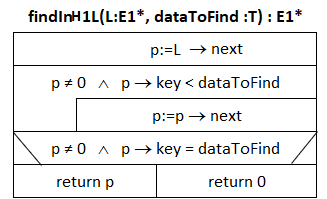 findInH1L(L:E1*, dataToFind :T) : E1*
p:=L → next
p ≠ 0 ∧ p → key < dataToFind
p:=p → next
p ≠ 0 ∧ p → key = dataToFind
return p return 0